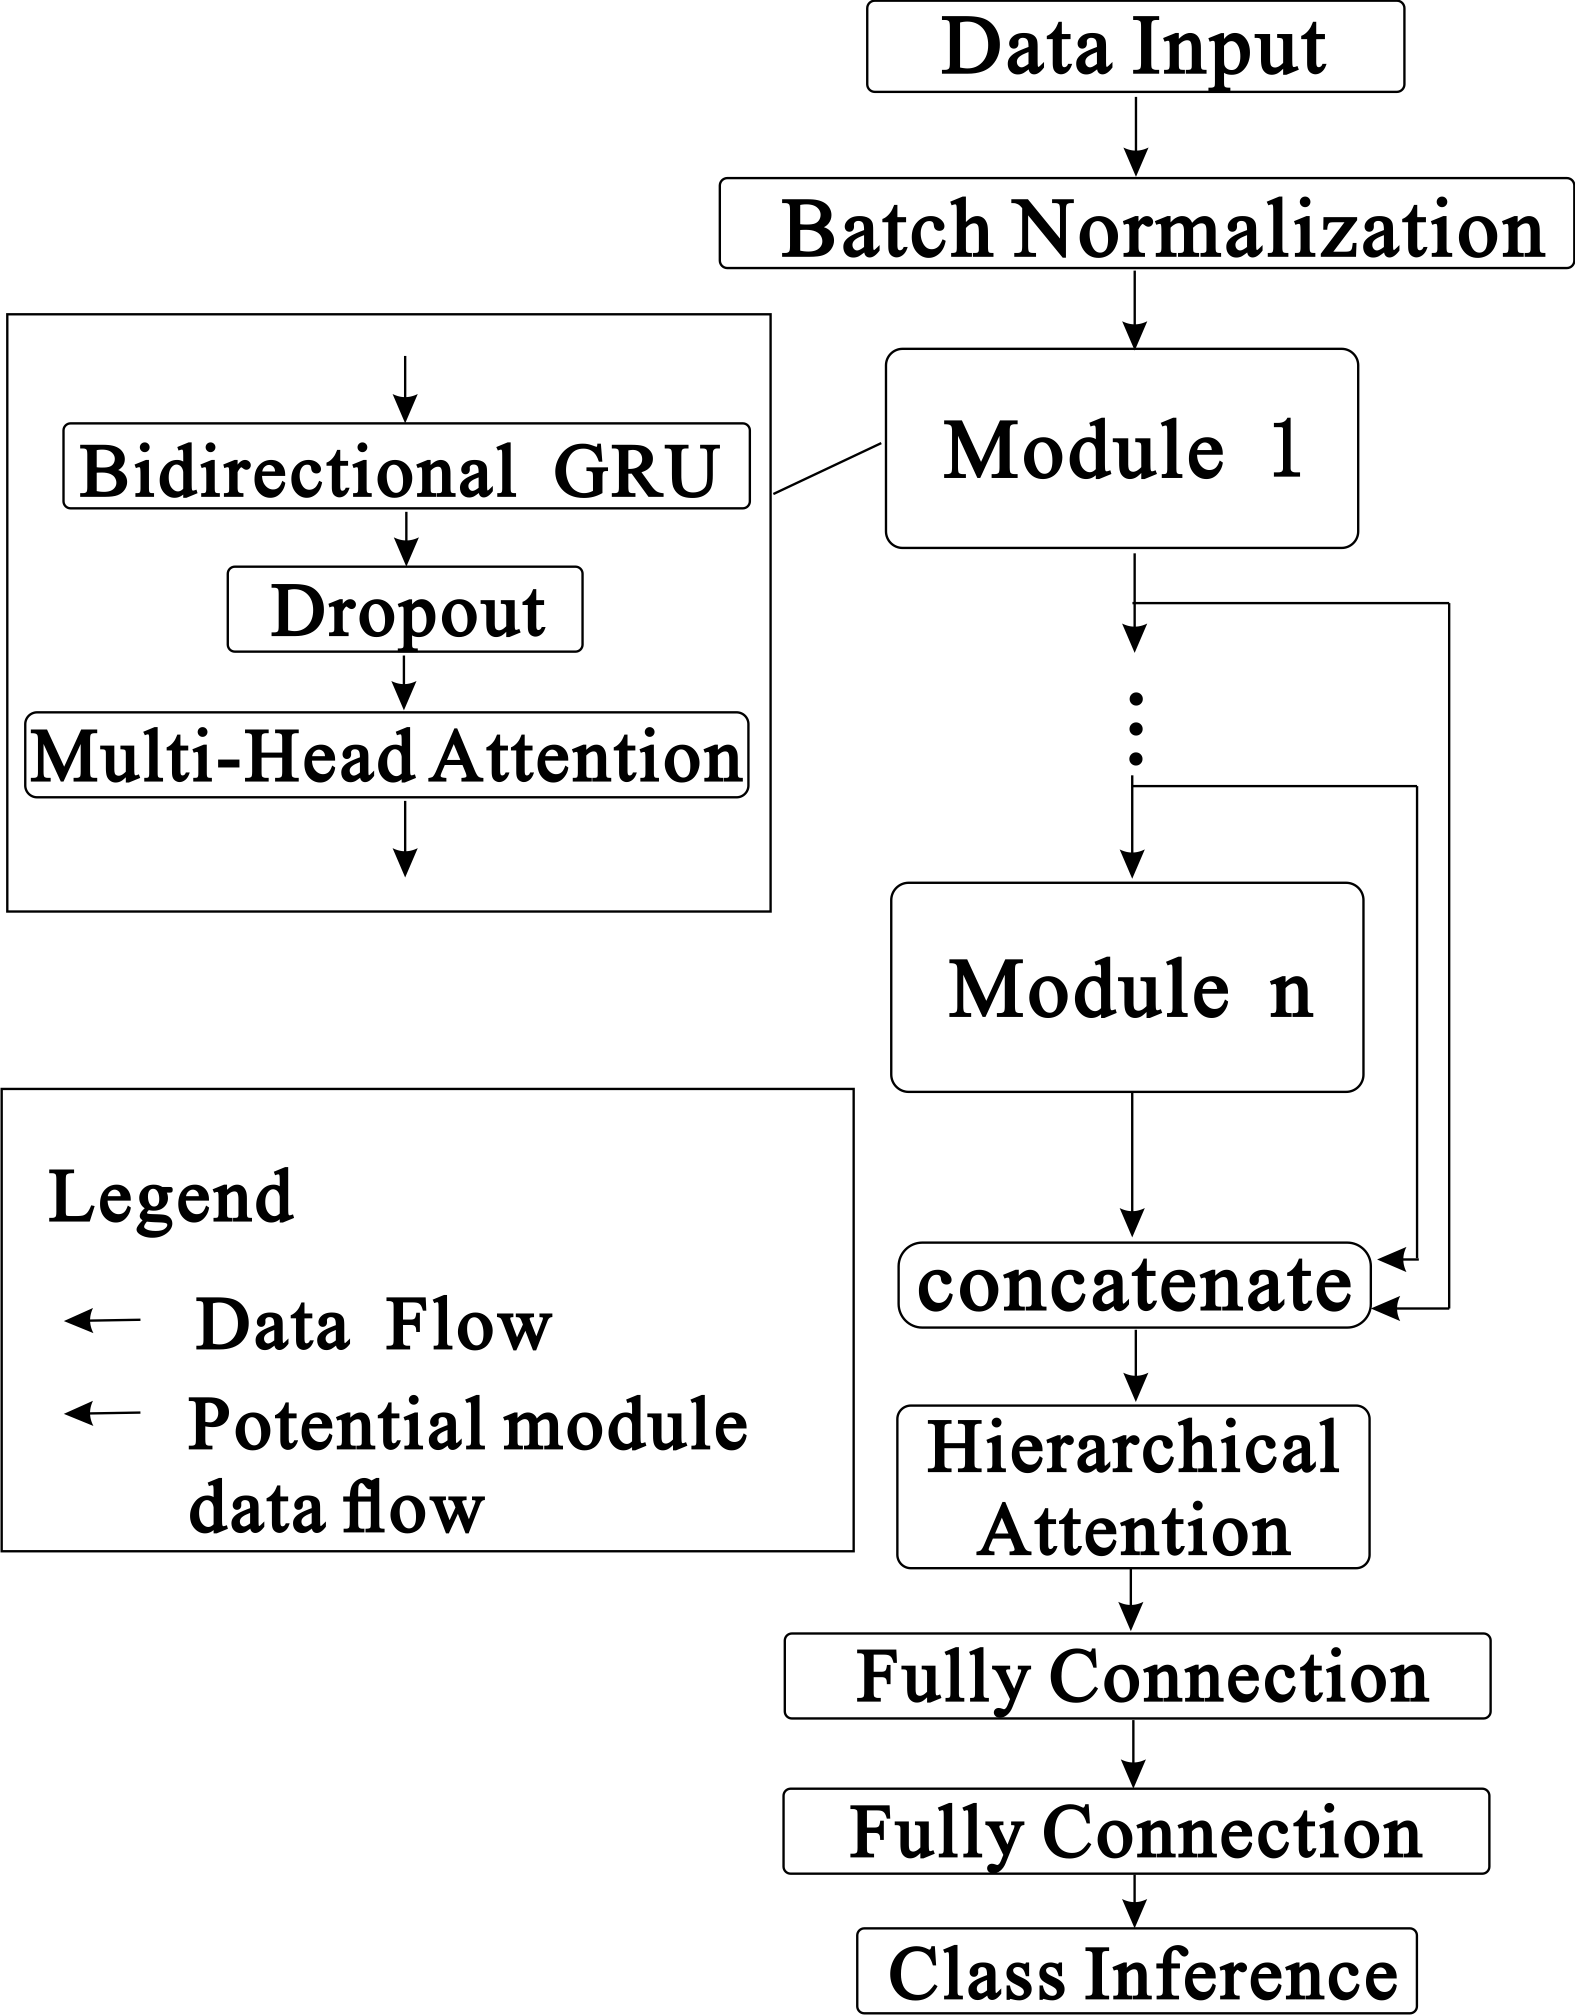 Data Input
Batch Normalization
Module 1
Bidirectional GRU
Dropout
Multi-Head Attention
Module n
Legend
Data Flow
Potential module
data flow
concatenate
Hierarchical
Attention
Fully Connection
Fully Connection
Class Inference